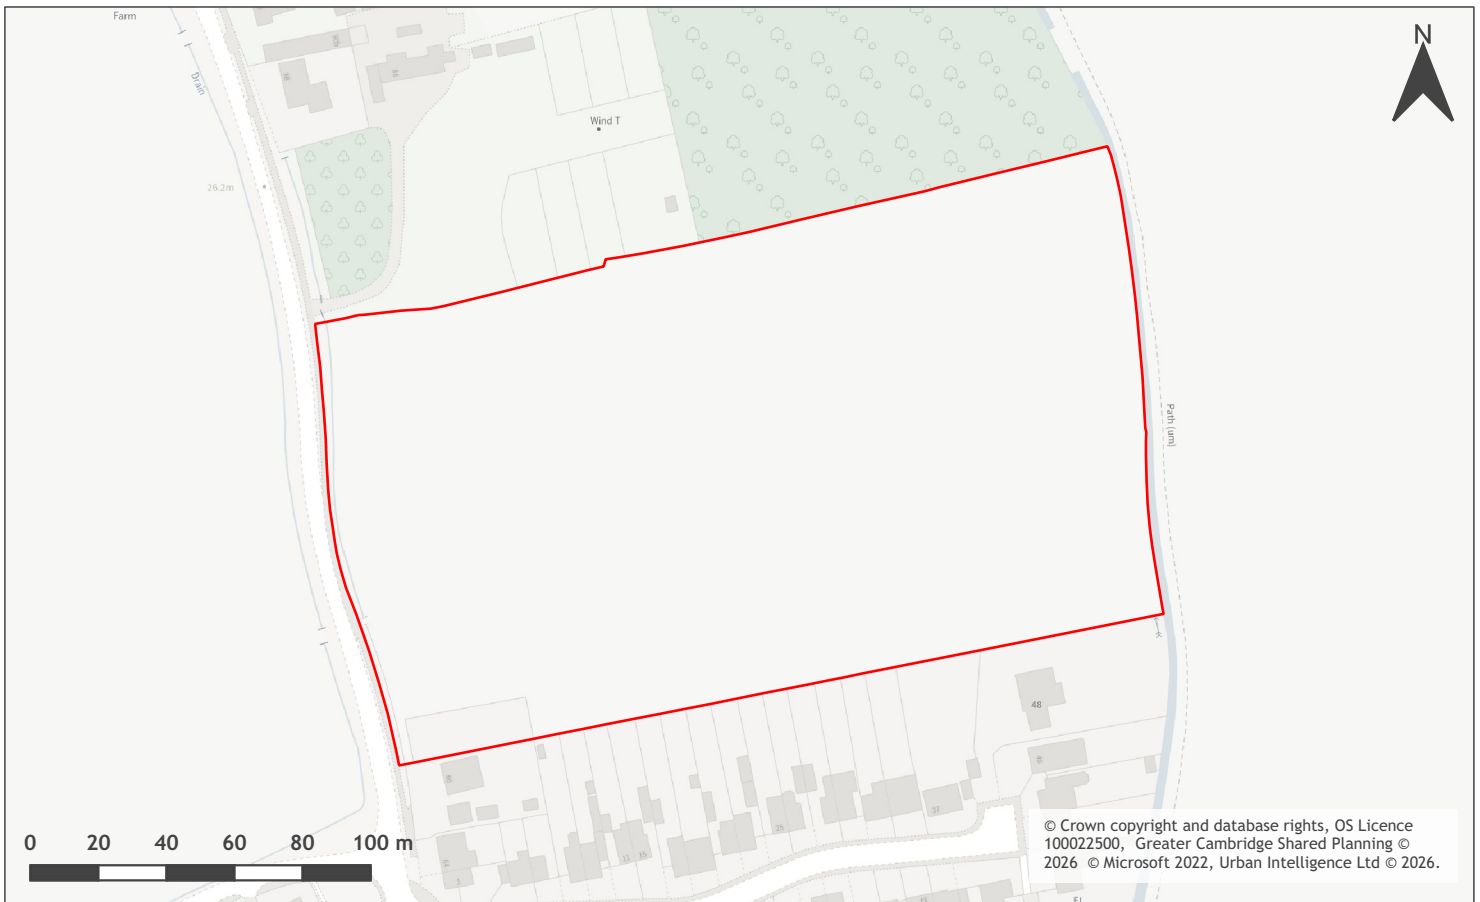 Farm
N
Drain
Wind T
26.2m
Path (um)
48
0 20 40 60 80 100 m
© Crown copyright and database rights, OS Licence
100022500, Greater Cambridge Shared Planning ©
2026 © Microsoft 2022, Urban Intelligence Ltd © 2026.